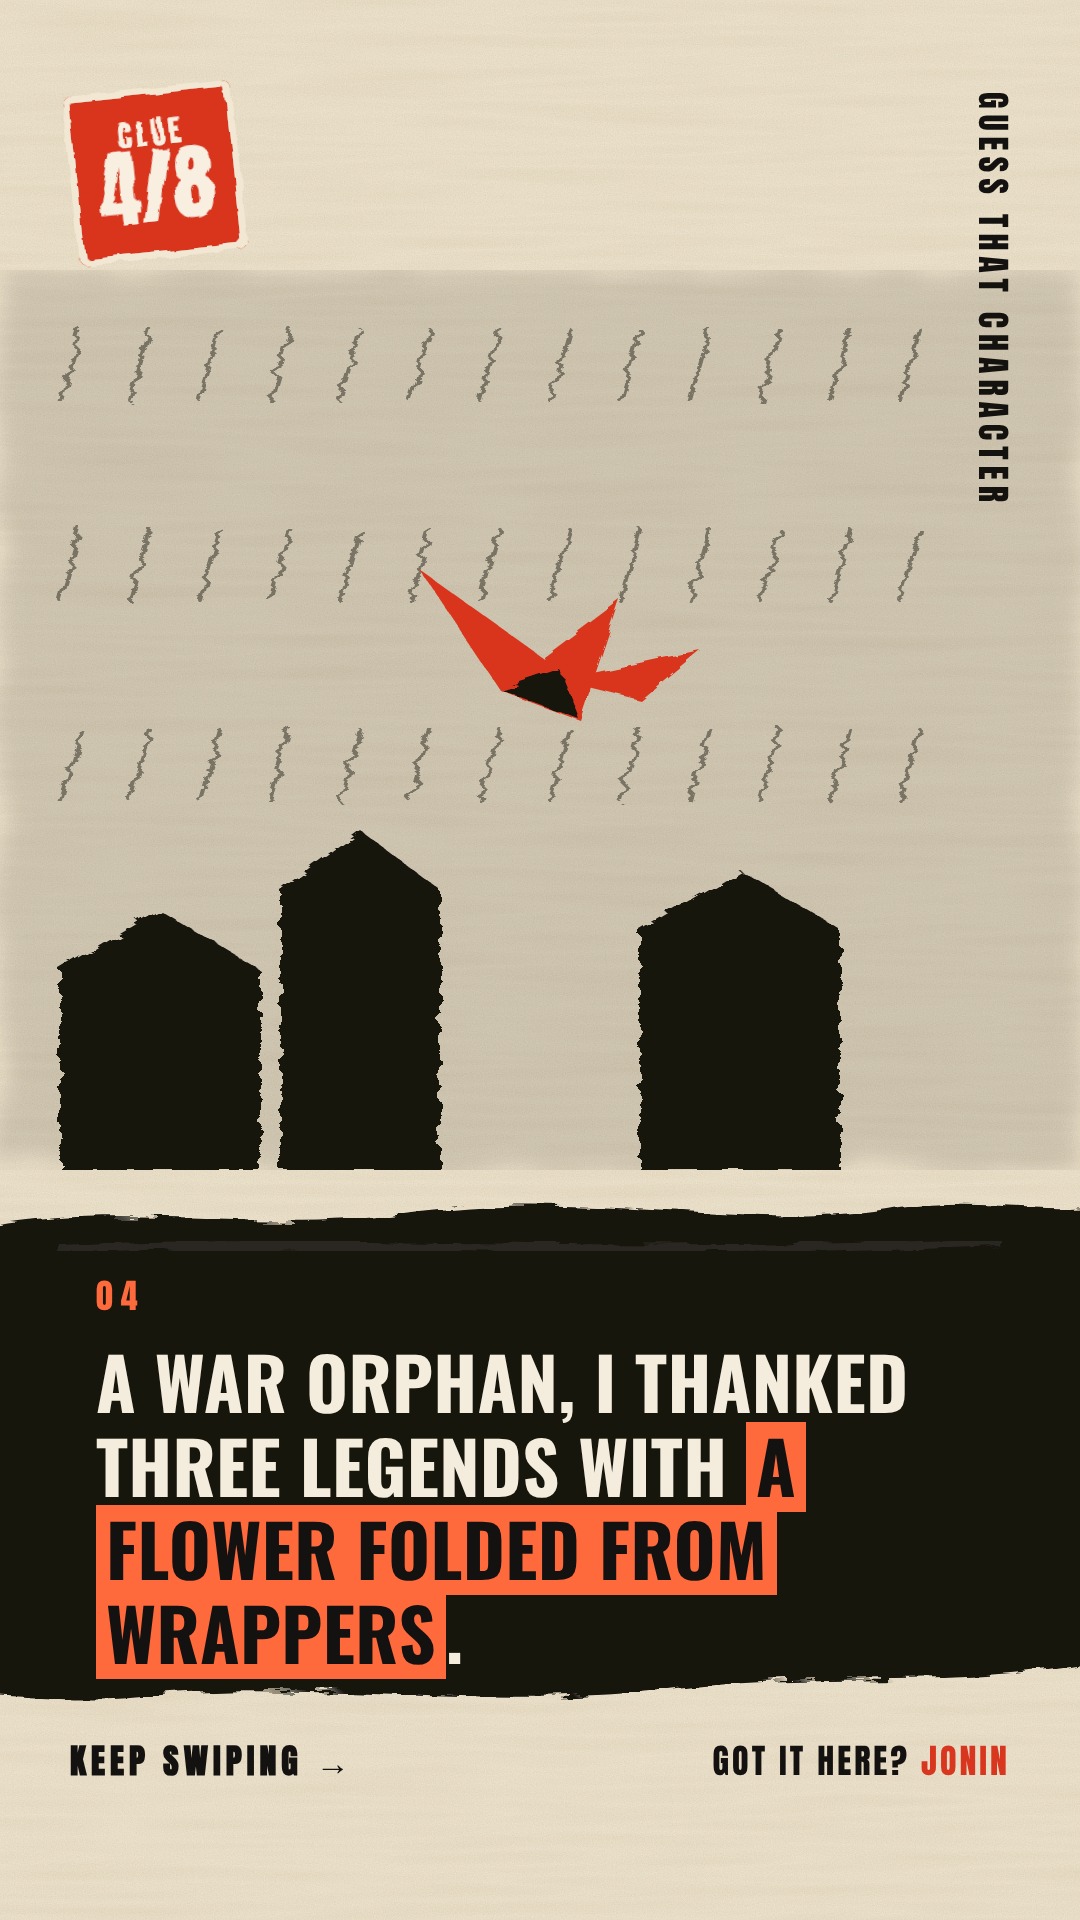 CLUE
4/8
GUESS THAT CHARACTER
04
A WAR ORPHAN, I THANKED
THREE LEGENDS WITH A
FLOWER FOLDED FROM
WRAPPERS.
KEEP SWIPING →
GOT IT HERE? JONIN